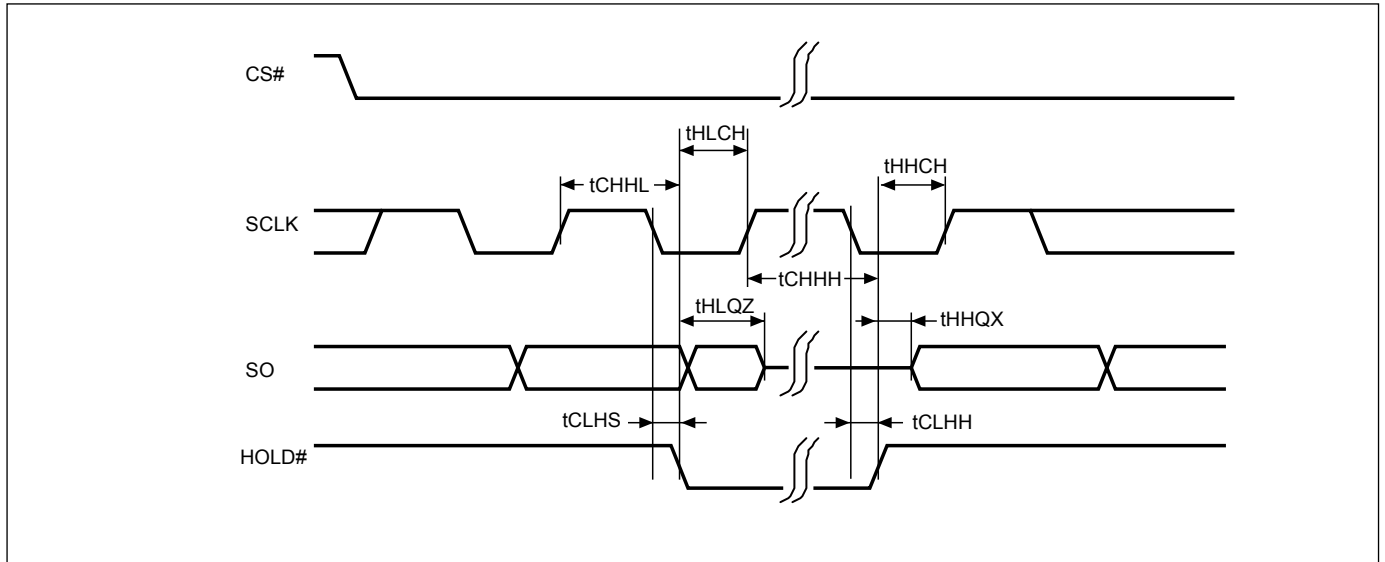 CS#
tHLCH
tHHCH
tCHHL
SCLK
tCHHH
tHLQZ
tHHQX
SO
tCLHS
tCLHH
HOLD#